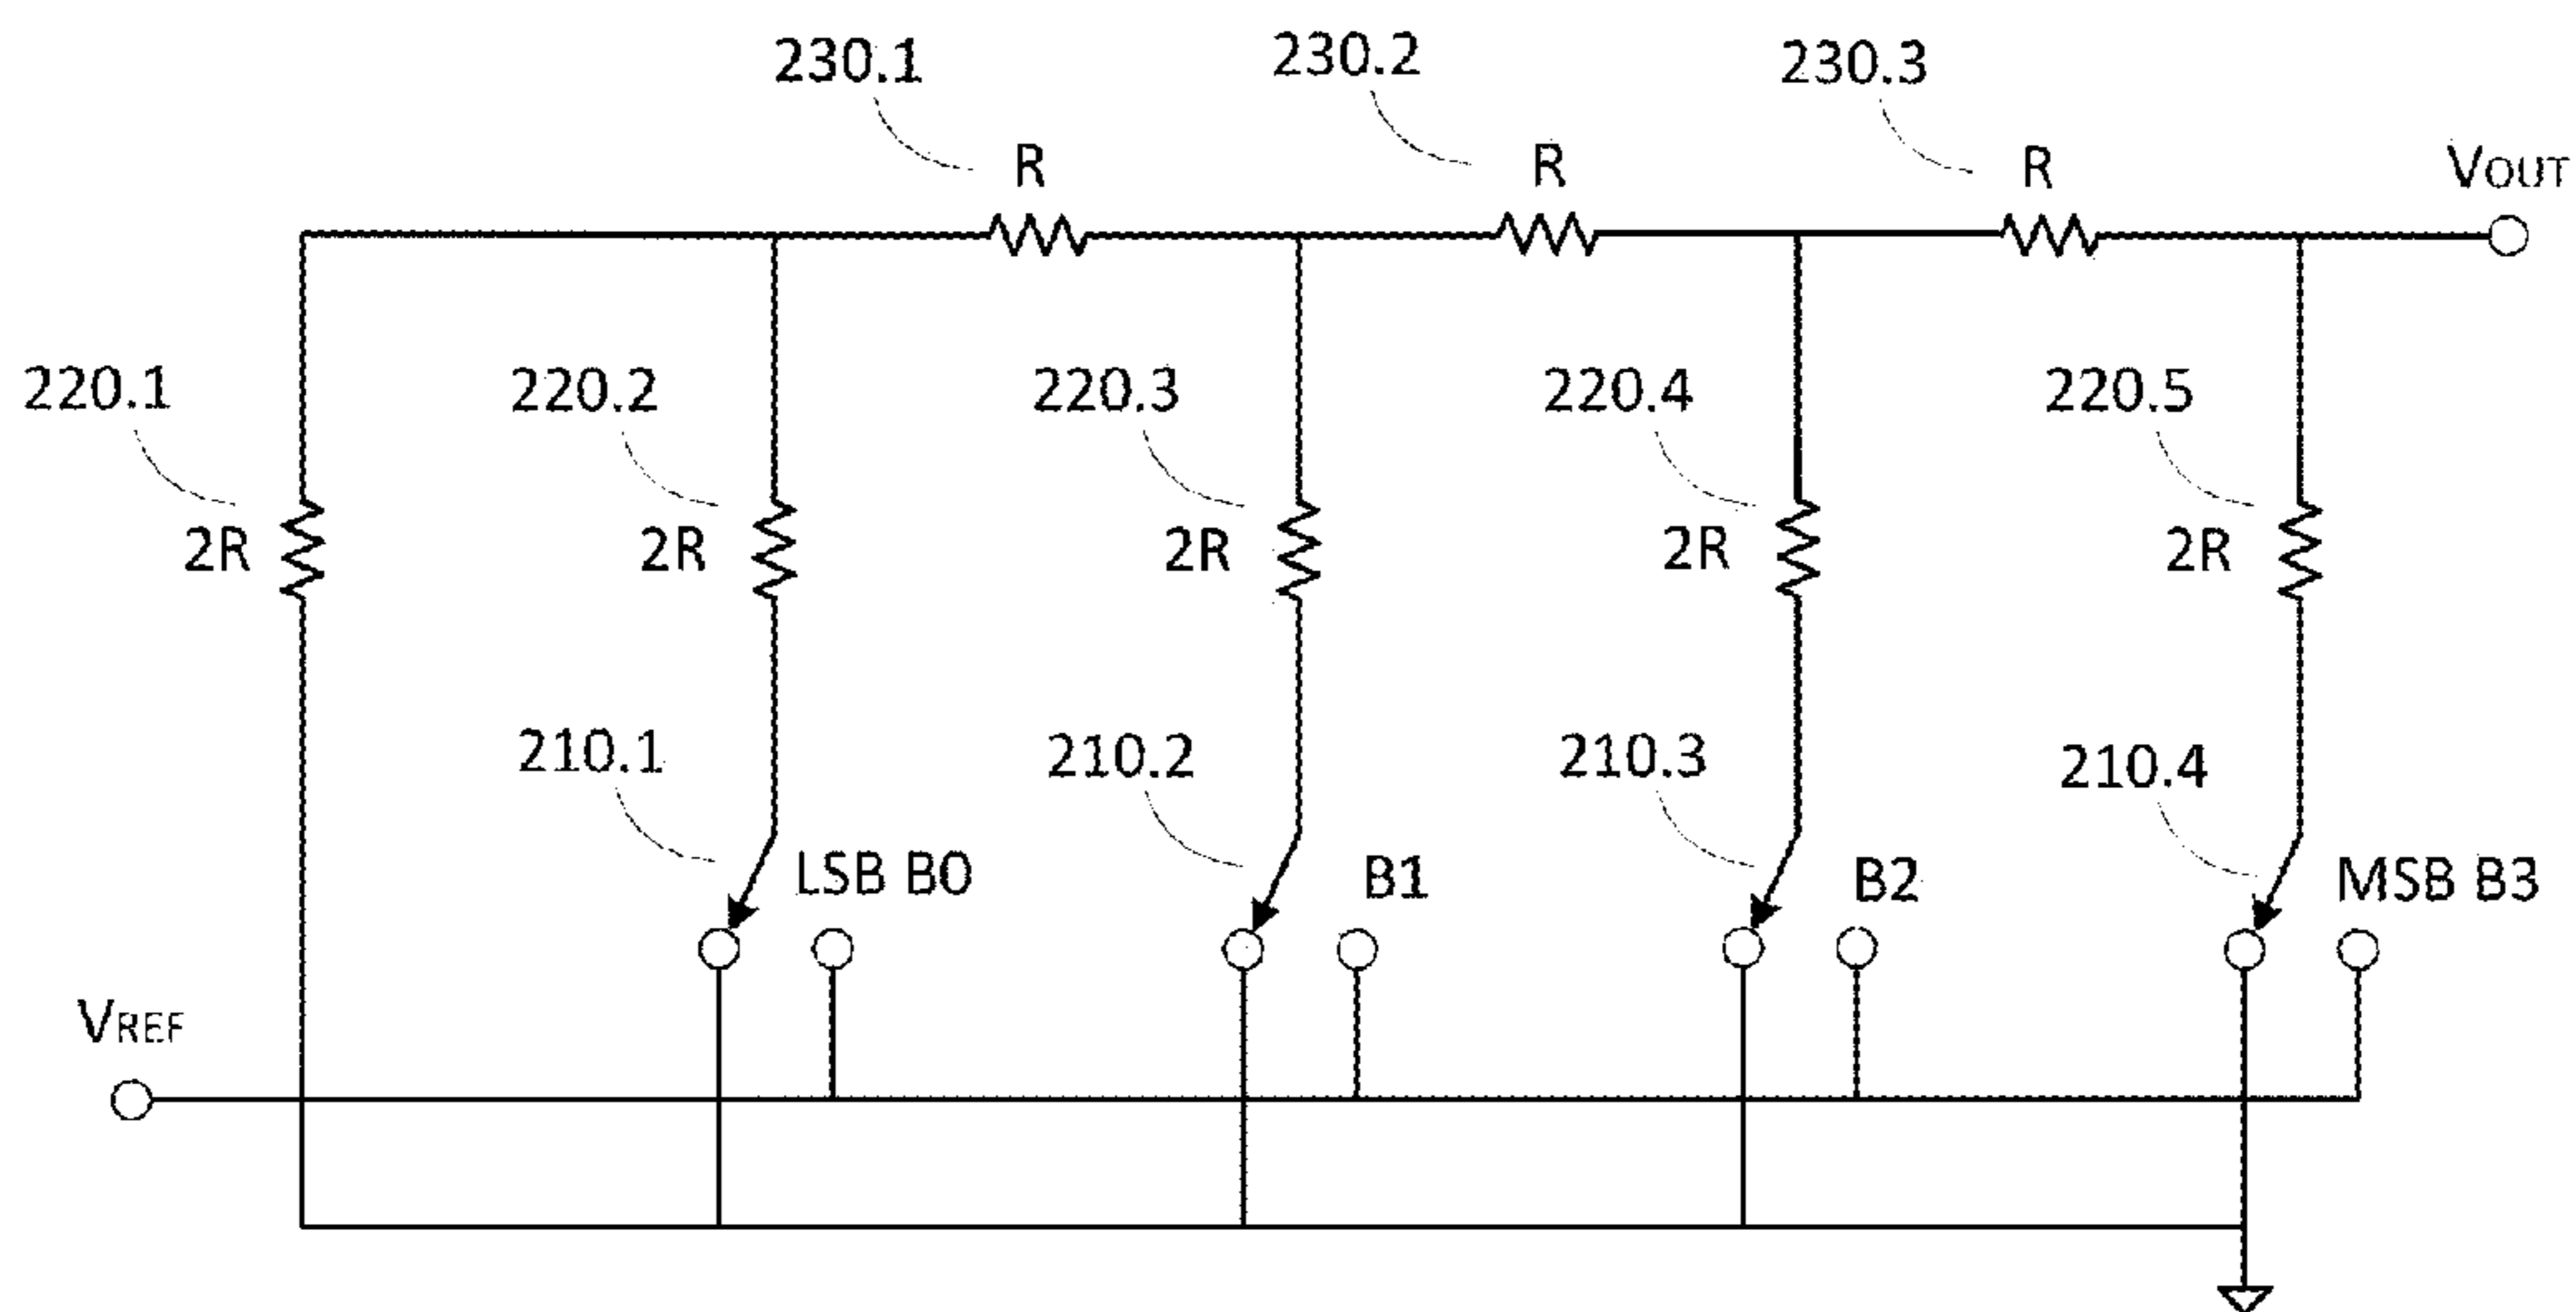 230.1
230.2
230.3
R
R
R
VOUT
220.1
220.2
220.3
220.4
220.5
2R
2R
2R
2R
2R
210.1
210.2
210.3
210.4
LSB B0
B1
B2
MSB B3
VREF